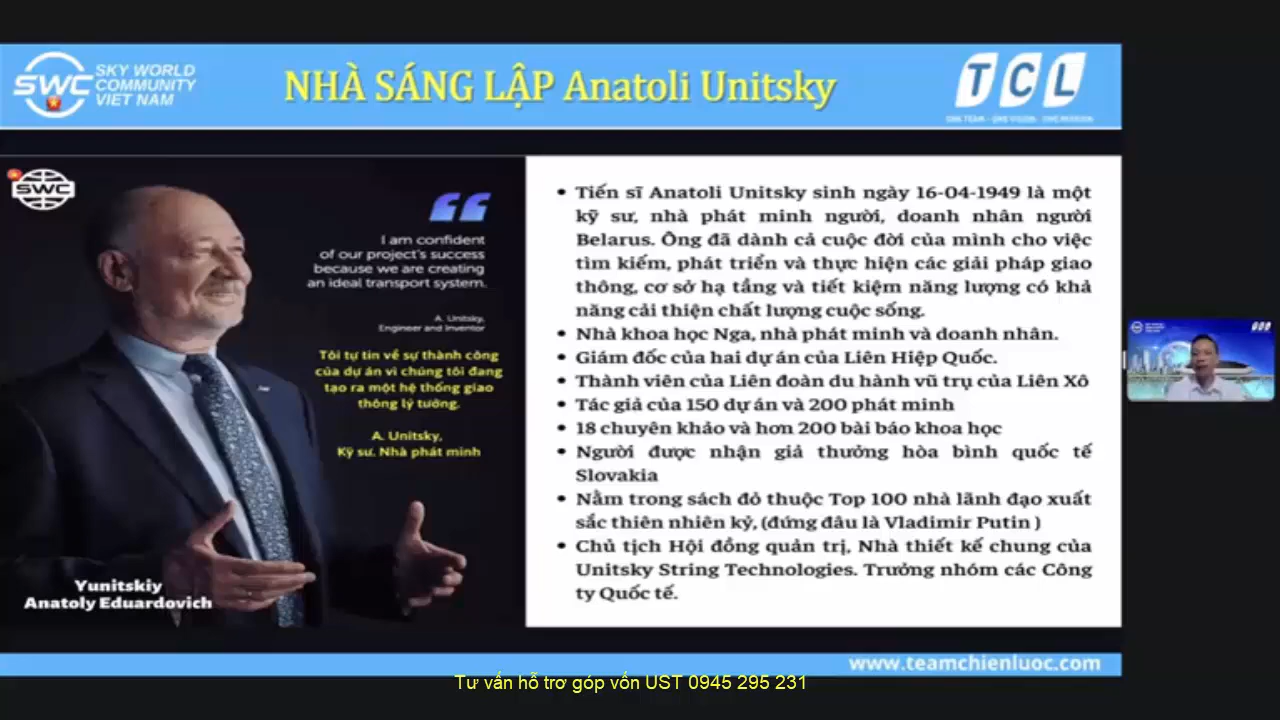 SWC SKY WORLD
COMMUNITY
VIET NAM
NHÀ SÁNG LẬP Anatoli Unitsky
TCL
ONE TEAM - ONE VISION - ONE MISSION
SWC
I am confident
of our project's success
because we are creating
an ideal transport system.
A. Unitsky,
Engineer and Inventor
Tôi tự tin về sự thành công
của dự án vì chúng tôi đang
tạo ra một hệ thống giao
thông lý tưởng.
A. Unitsky,
Kỹ sư. Nhà phát minh
Yunitskiy
Anatoly Eduardovich
• Tiến sĩ Anatoli Unitsky sinh ngày 16-04-1949 là một
kỹ sư, nhà phát minh người, doanh nhân người
Belarus. Ông đã dành cả cuộc đời của mình cho việc
tìm kiếm, phát triển và thực hiện các giải pháp giao
thông, cơ sở hạ tầng và tiết kiệm năng lượng có khả
năng cải thiện chất lượng cuộc sống.
• Nhà khoa học Nga, nhà phát minh và doanh nhân.
• Giám đốc của hai dự án của Liên Hiệp Quốc.
• Thành viên của Liên đoàn du hành vũ trụ của Liên Xô
• Tác giả của 150 dự án và 200 phát minh
• 18 chuyên khảo và hơn 200 bài báo khoa học
• Người được nhận giả thưởng hòa bình quốc tế
Slovakia
• Nằm trong sách đỏ thuộc Top 100 nhà lãnh đạo xuất
sắc thiên nhiên kỷ, (đứng đâu là Vladimir Putin )
• Chủ tịch Hội đồng quản trị, Nhà thiết kế chung của
Unitsky String Technologies. Trưởng nhóm các Công
ty Quốc tế.
www.teamchienluoc.com
Tư vấn hỗ trơ góp vốn UST 0945 295 231